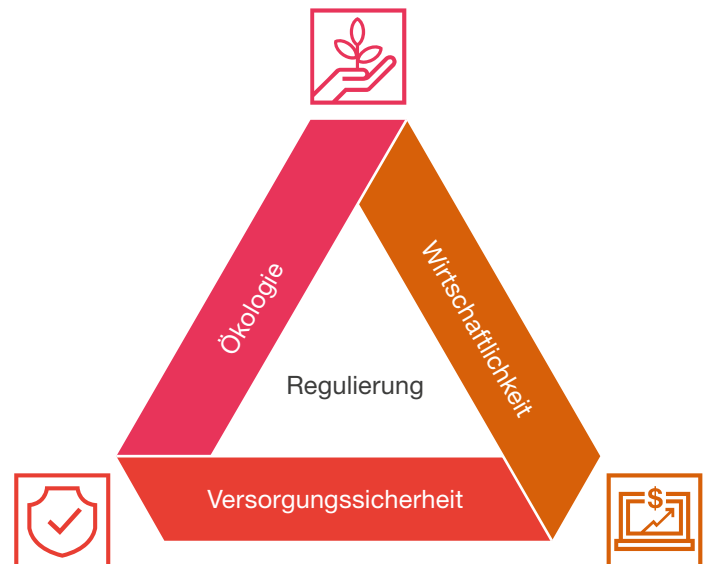 Ökologie
Wirtschaftlichkeit
Regulierung
Versorgungssicherheit
$